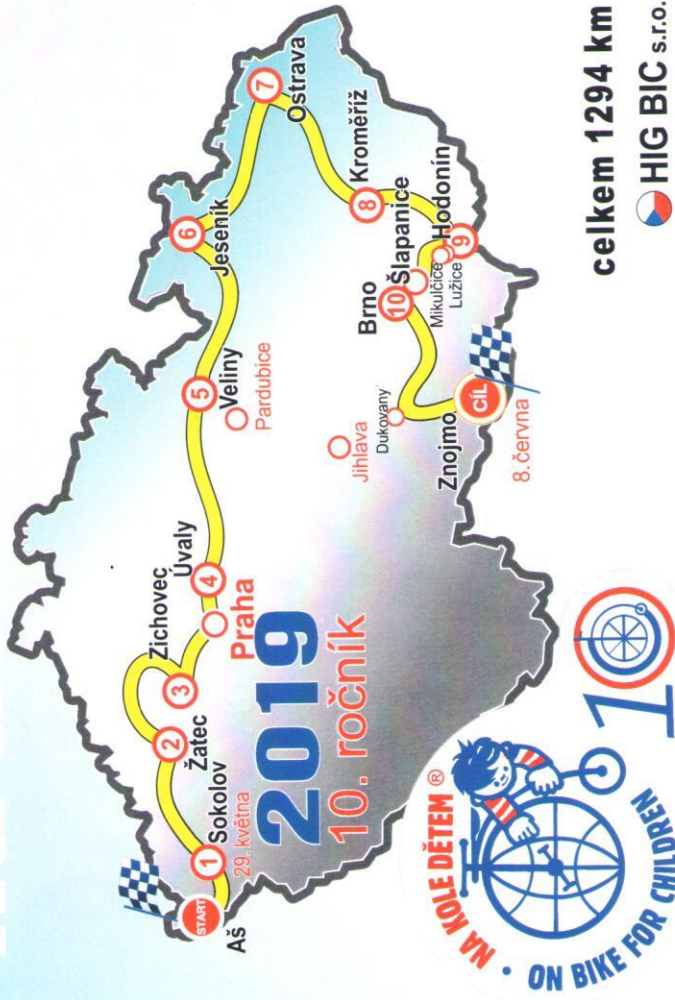 START
Aš
1
Sokolov
29. května
2
Žatec
3
Zichovec
Praha
4
Úvaly
5
Veliny
Pardubice
6
Jeseník
7
Ostrava
8
Kroměříž
9
Hodonín
Lužice
Mikulčice
Šlapanice
10
Brno
Dukovany
Jihlava
Znojmo
CÍL
8. června
2019
10. ročník
NA KOLE DĚTEM ®
• ON BIKE FOR CHILDREN
10
celkem 1294 km
HIG BIC s.r.o.